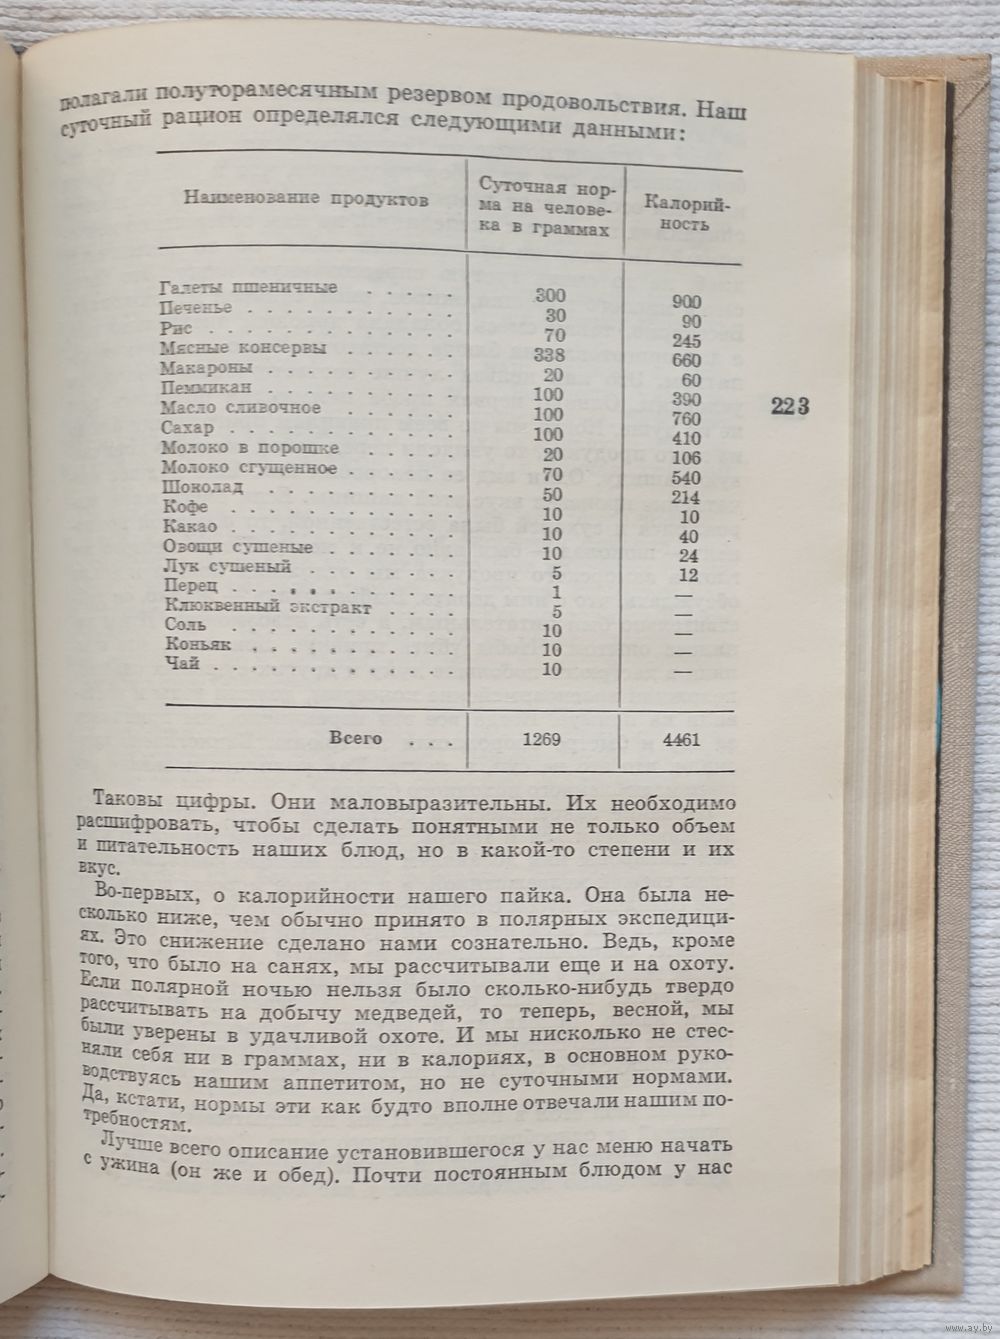 полагали полуторамесячным резервом продовольствия. Наш
суточный рацион определялся следующими данными:
Наименование продуктов | Суточная нор-
ма на челове-
ка в граммах | Калорий-
ность
Галеты пшеничные . . . . . 300 900
Печенье . . . . . . . . . . . 30 90
Рис . . . . . . . . . . . . . 70 245
Мясные консервы . . . . . . 338 660
Макароны . . . . . . . . . . 20 60
Пеммикан . . . . . . . . . . 100 390
Масло сливочное . . . . . . . 100 760
Сахар . . . . . . . . . . . . 100 410
Молоко в порошке . . . . . 20 106
Молоко сгущенное . . . . . . 70 540
Шоколад . . . . . . . . . . 50 214
Кофе . . . . . . . . . . . . 10 10
Какао . . . . . . . . . . . . 10 40
Овощи сушеные . . . . . . . 10 24
Лук сушеный . . . . . . . . 5 12
Перец . . . . . . . . . . . . 1 —
Клюквенный экстракт . . . . 5 —
Соль . . . . . . . . . . . . 10 —
Коньяк . . . . . . . . . . . 10 —
Чай . . . . . . . . . . . . . 10 —
Всего . . . 1269 4461
223
Таковы цифры. Они маловыразительны. Их необходимо
расшифровать, чтобы сделать понятными не только объем
и питательность наших блюд, но в какой-то степени и их
вкус.
Во-первых, о калорийности нашего пайка. Она была не-
сколько ниже, чем обычно принято в полярных экспедици-
ях. Это снижение сделано нами сознательно. Ведь, кроме
того, что было на санях, мы рассчитывали еще и на охоту.
Если полярной ночью нельзя было сколько-нибудь твердо
рассчитывать на добычу медведей, то теперь, весной, мы
были уверены в удачливой охоте. И мы нисколько не стес-
няли себя ни в граммах, ни в калориях, в основном руко-
водствуясь нашим аппетитом, но не суточными нормами.
Да, кстати, нормы эти как будто вполне отвечали нашим по-
требностям.
Лучше всего описание установившегося у нас меню начать
с ужина (он же и обед). Почти постоянным блюдом у нас
www.ay.by